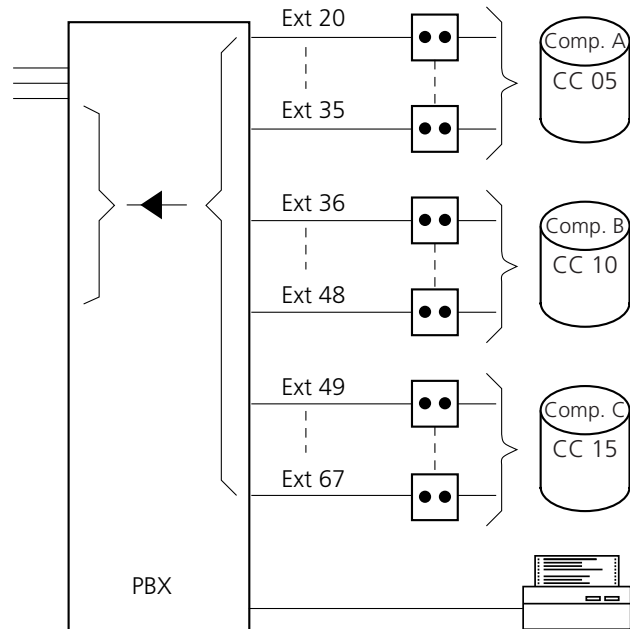 Ext 20
Comp. A
CC 05
Ext 35
Ext 36
Comp. B
CC 10
Ext 48
Ext 49
Comp. C
CC 15
Ext 67
PBX